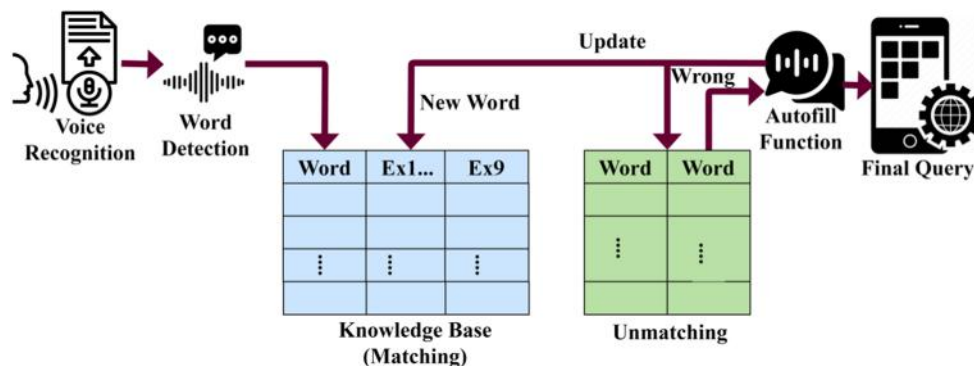 Voice
Recognition
Word
Detection
Update
New Word
Wrong
Autofill
Function
Final Query
Word Ex1... Ex9
Word Word
Knowledge Base
(Matching)
Unmatching